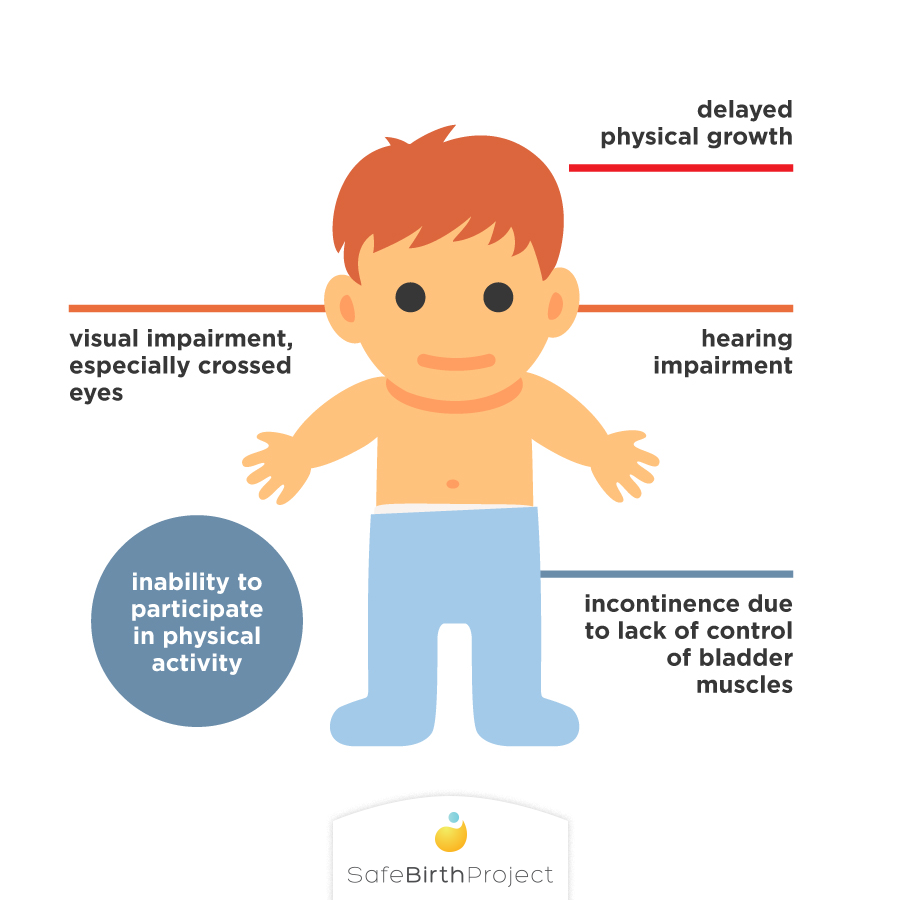 delayed
physical growth
visual impairment,
especially crossed
eyes
hearing
impairment
inability to
participate
in physical
activity
incontinence due
to lack of control
of bladder
muscles
SafeBirthProject